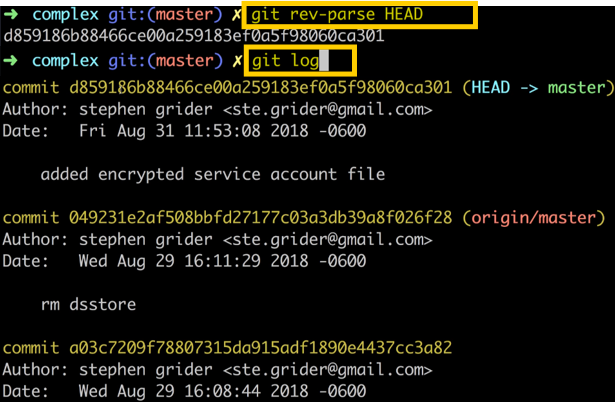 ➜  complex git:(master) ✗ git rev-parse HEAD
d859186b88466ce00a259183ef0a5f98060ca301
➜  complex git:(master) ✗ git log
commit d859186b88466ce00a259183ef0a5f98060ca301 (HEAD -> master)
Author: stephen grider <ste.grider@gmail.com>
Date:   Fri Aug 31 11:53:08 2018 -0600
added encrypted service account file
commit 049231e2af508bbfd27177c03a3db39a8f026f28 (origin/master)
Author: stephen grider <ste.grider@gmail.com>
Date:   Wed Aug 29 16:11:29 2018 -0600
rm dsstore
commit a03c7209f78807315da915adf1890e4437cc3a82
Author: stephen grider <ste.grider@gmail.com>
Date:   Wed Aug 29 16:08:44 2018 -0600